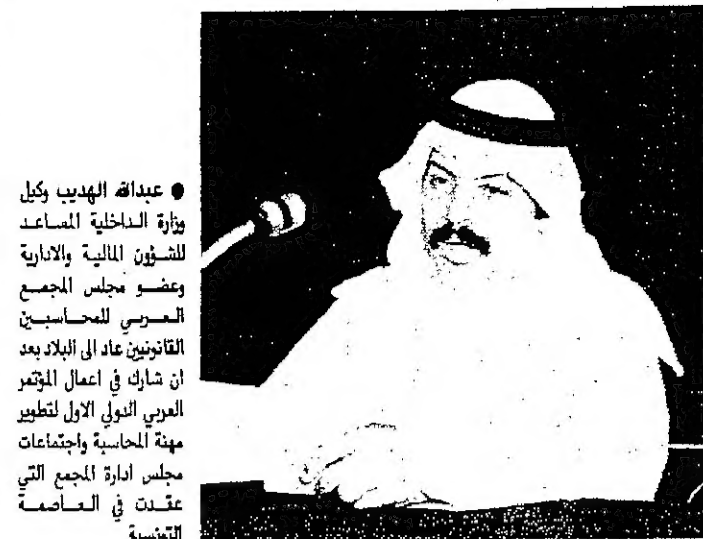 ● عبدالله الهديب وكيل
وزارة الداخلية المساعد
للشؤون المالية والادارية
وعضو مجلس المجمع
العربي للمحاسبين
القانونيين عاد الى البلاد بعد
ان شارك في اعمال المؤتمر
العربي الدولي الاول لتطوير
مهنة المحاسبة واجتماعات
مجلس ادارة المجمع التي
عقدت في العاصمة
التونسية